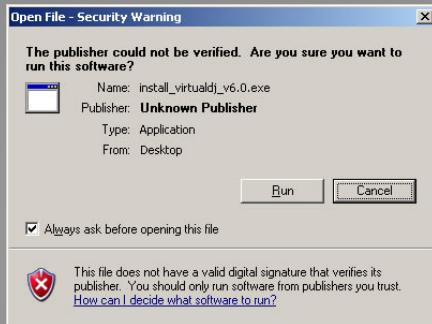 Open File - Security Warning
The publisher could not be verified.  Are you sure you want to
run this software?
Name: install_virtualdj_v6.0.exe
Publisher: Unknown Publisher
Type: Application
From: Desktop
Run Cancel
Always ask before opening this file
This file does not have a valid digital signature that verifies its
publisher.  You should only run software from publishers you trust.
How can I decide what software to run?